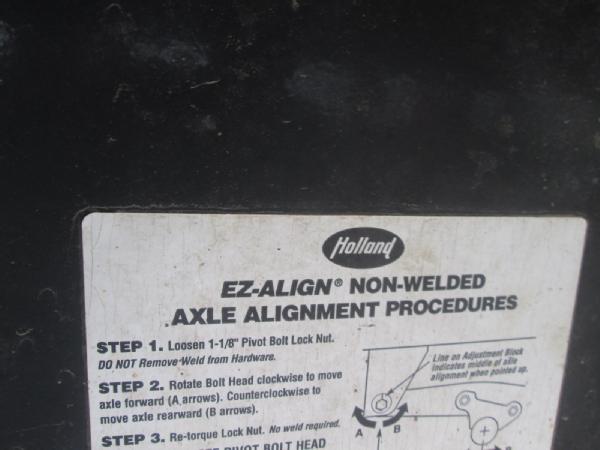 Holland
EZ-ALIGN® NON-WELDED
AXLE ALIGNMENT PROCEDURES
STEP 1. Loosen 1-1/8" Pivot Bolt Lock Nut.
DO NOT Remove Weld from Hardware.
STEP 2. Rotate Bolt Head clockwise to move
axle forward (A arrows). Counterclockwise to
move axle rearward (B arrows).
STEP 3. Re-torque Lock Nut. No weld required.
PIVOT BOLT HEAD
Line on Adjustment Block
indicates middle of axle
alignment when pointed up.
A B